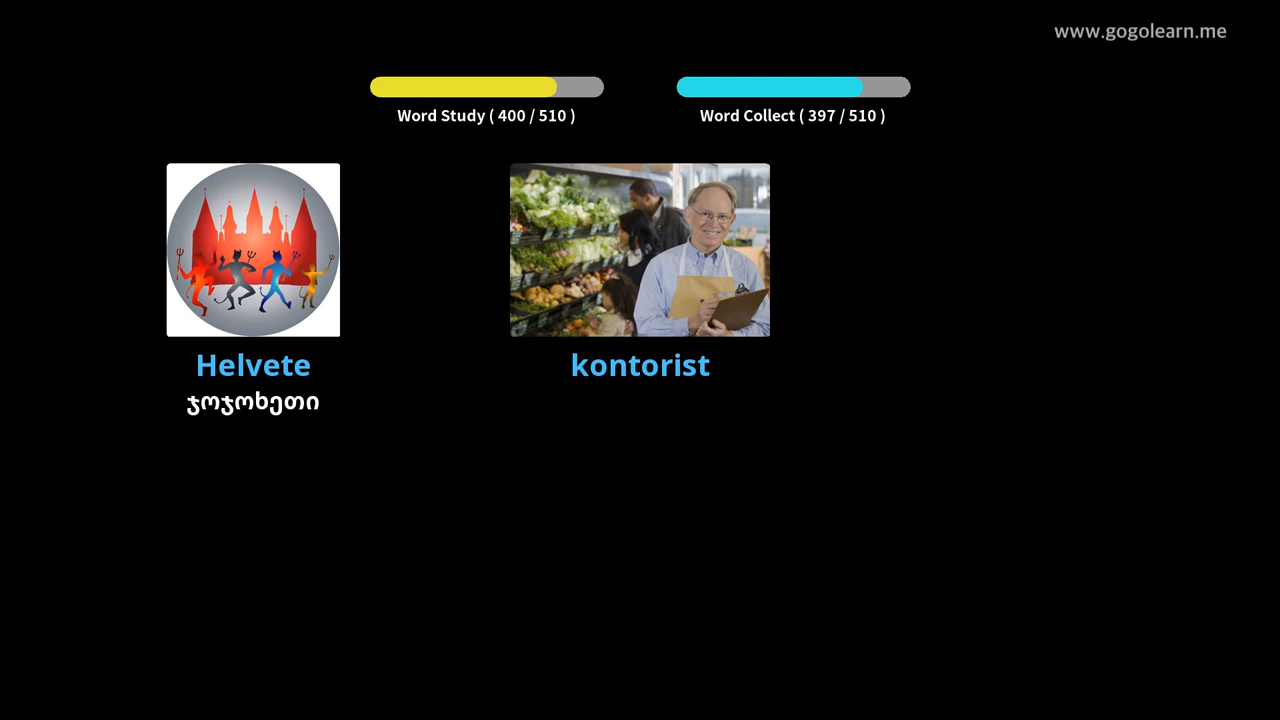 www.gogolearn.me
Word Study ( 400 / 510 )
Word Collect ( 397 / 510 )
Helvete
ჯოჯოხეთი
kontorist